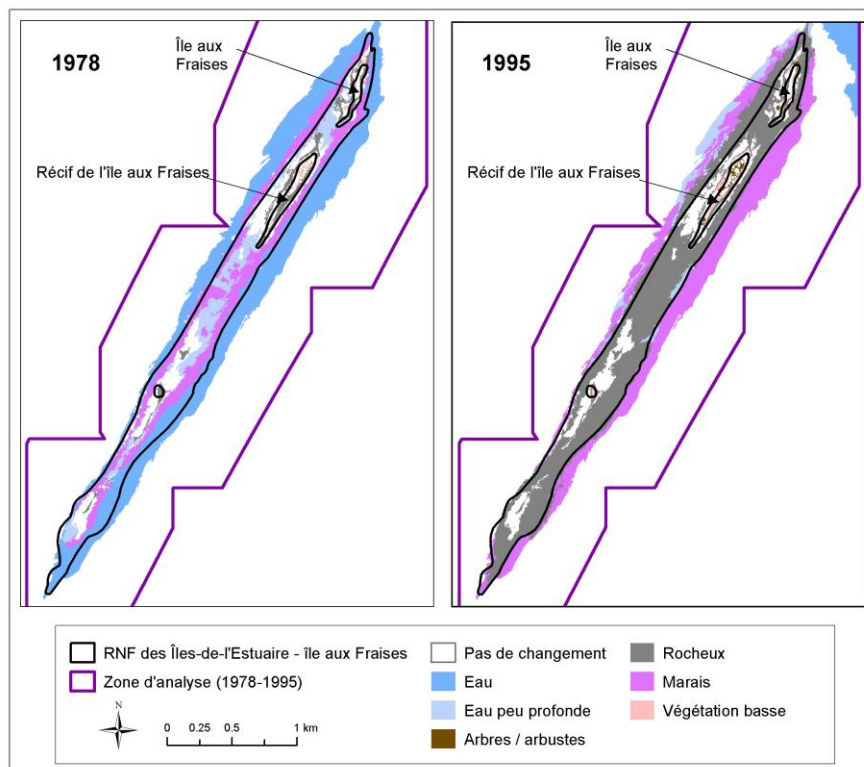 1978
Île aux
Fraises
Récif de l'île aux Fraises
1995
Île aux
Fraises
Récif de l'île aux Fraises
RNF des Îles-de-l'Estuaire - île aux Fraises
Zone d'analyse (1978-1995)
N
0 0.25 0.5 1 km
Pas de changement
Eau
Eau peu profonde
Arbres / arbustes
Rocheux
Marais
Végétation basse